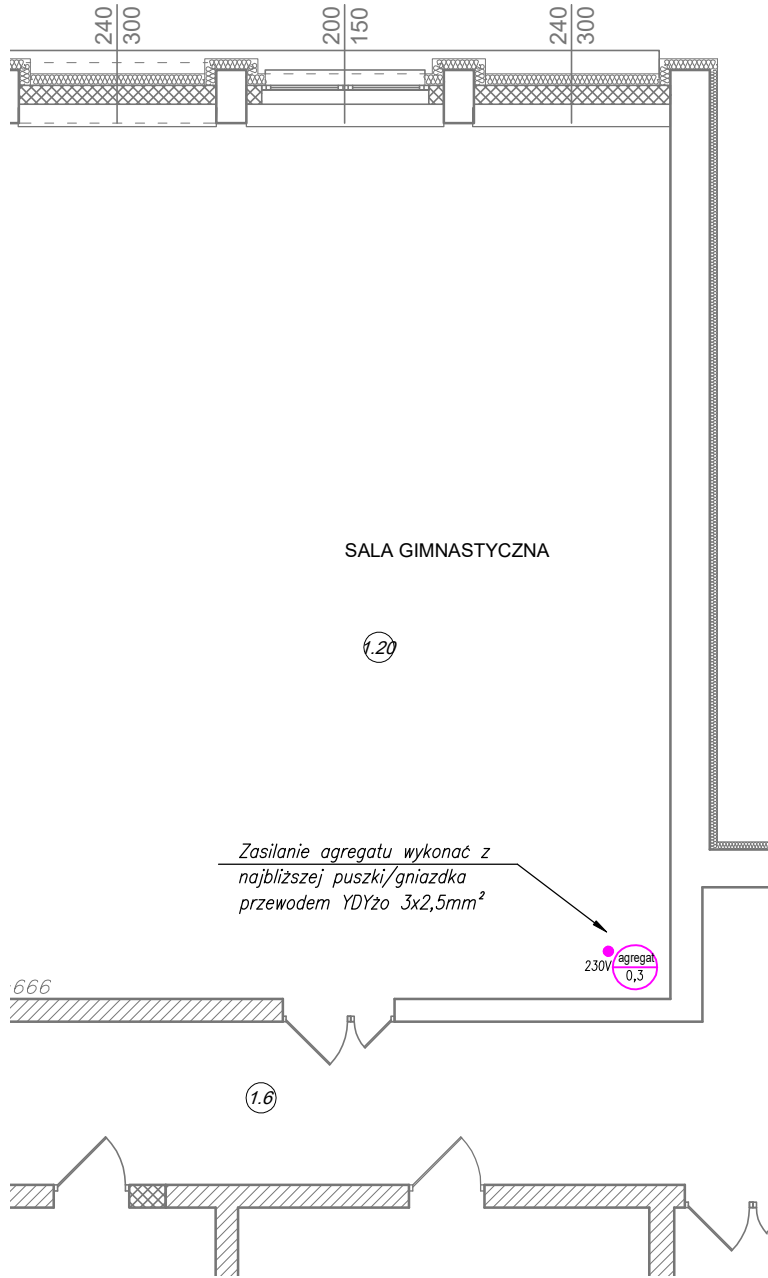 240
300
200
150
240
300
SALA GIMNASTYCZNA
1.20
Zasilanie agregatu wykonać z
najbliższej puszki/gniazdka
przewodem YDYżo 3x2,5mm²
230V
agregat
0,3
666
1.6